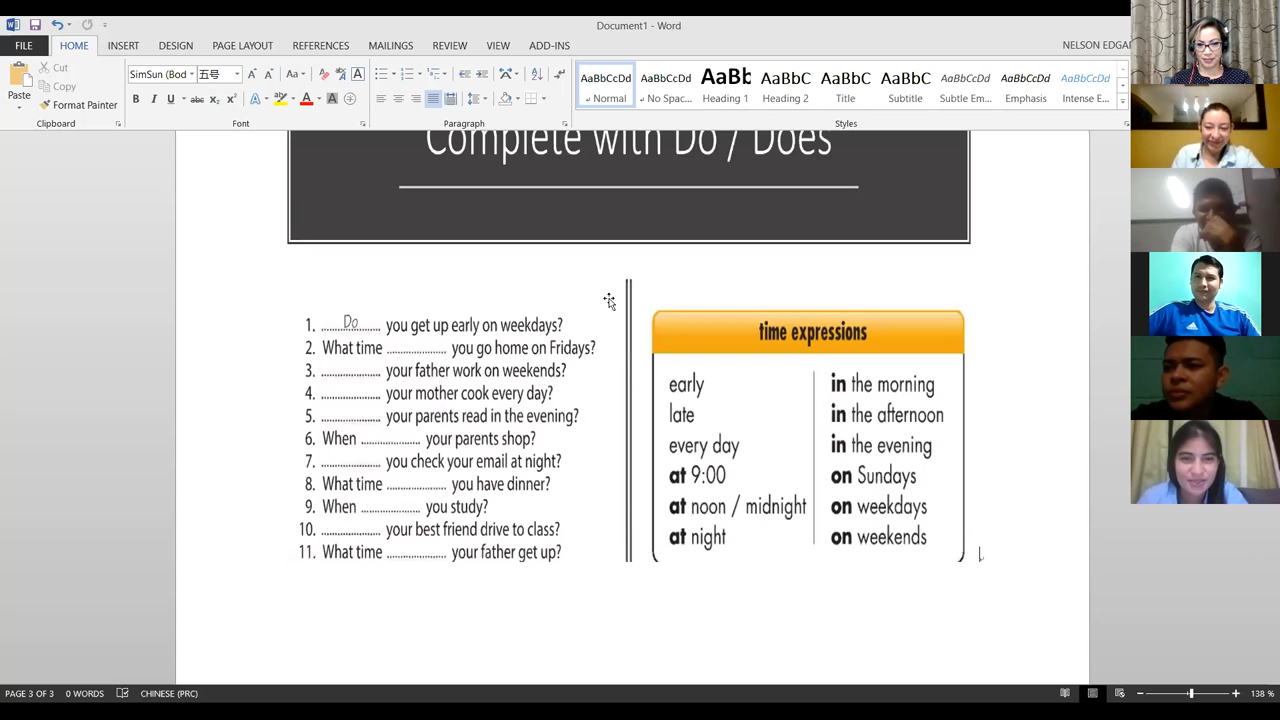 Document1 - Word
FILE HOME INSERT DESIGN PAGE LAYOUT REFERENCES MAILINGS REVIEW VIEW ADD-INS NELSON EDGA
Cut
Copy
Paste
Format Painter
Clipboard
SimSun (Bod 五号
Font
Paragraph
AaBbCcDd AaBbCcDd AaBb AaBbC AaBbC AaBbC AaBbCcDd AaBbCcDd AaBbCcDd
Normal No Spac... Heading 1 Heading 2 Title Subtitle Subtle Em... Emphasis Intense E...
Styles
Complete with Do / Does
1. ........Do........ you get up early on weekdays?
2. What time .................... you go home on Fridays?
3. .................... your father work on weekends?
4. .................... your mother cook every day?
5. .................... your parents read in the evening?
6. When .................... your parents shop?
7. .................... you check your email at night?
8. What time .................... you have dinner?
9. When .................... you study?
10. .................... your best friend drive to class?
11. What time .................... your father get up?
time expressions
early
late
every day
at 9:00
at noon / midnight
at night
in the morning
in the afternoon
in the evening
on Sundays
on weekdays
on weekends
PAGE 3 OF 3 0 WORDS CHINESE (PRC) 138 %